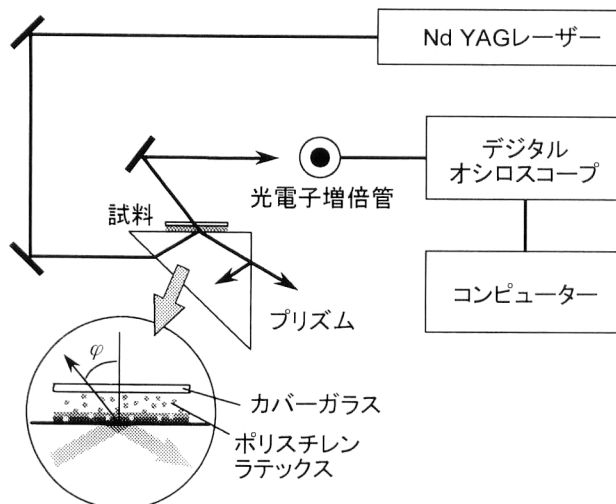 Nd YAGレーザー
デジタル
オシロスコープ
光電子増倍管
試料
コンピューター
プリズム
φ
カバーガラス
ポリスチレン
ラテックス